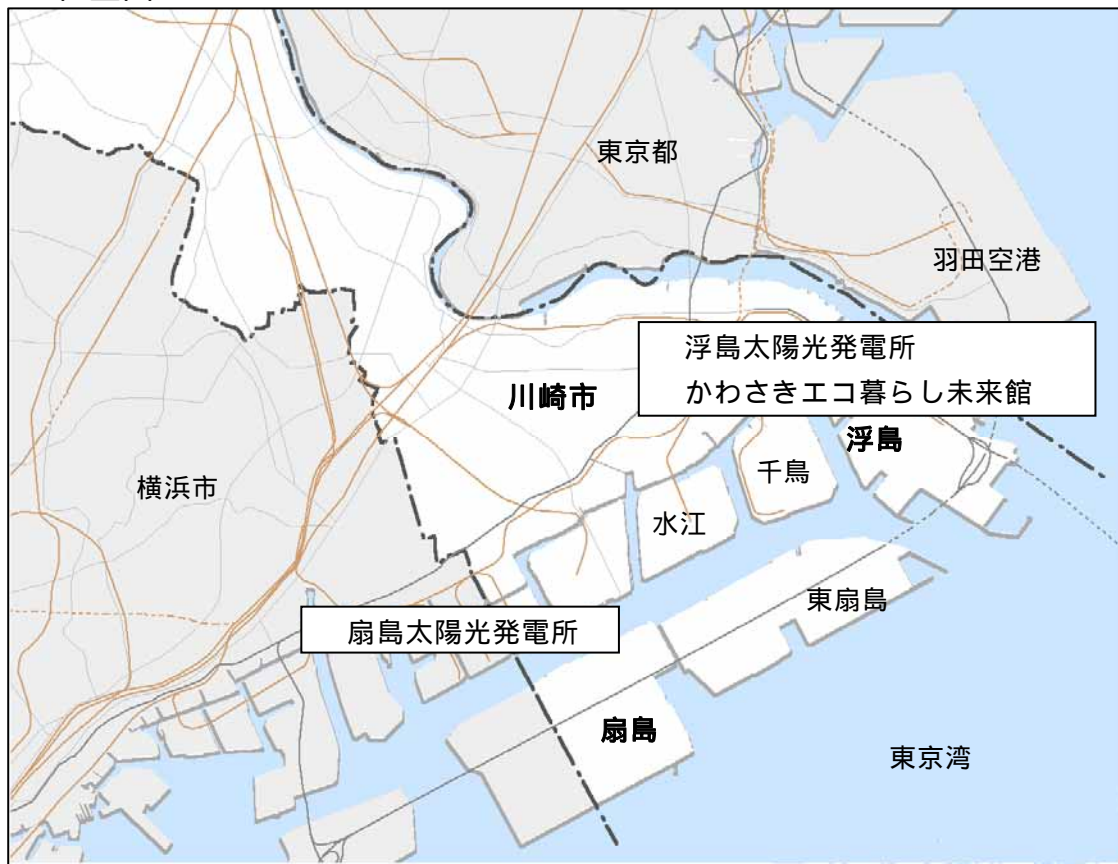 東京都
羽田空港
浮島太陽光発電所
かわさきエコ暮らし未来館
川崎市
浮島
千鳥
横浜市
水江
東扇島
扇島太陽光発電所
扇島
東京湾